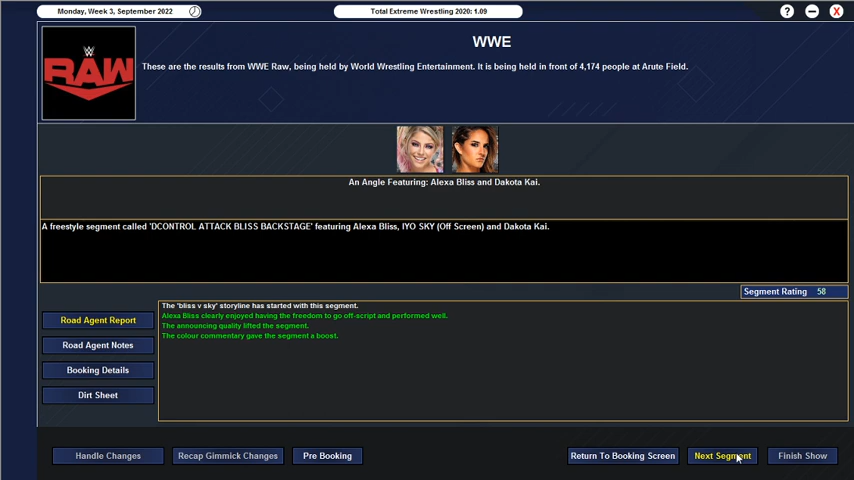 Monday, Week 3, September 2022
Total Extreme Wrestling 2020: 1.09
?
X
WWE
W
RAW
These are the results from WWE Raw, being held by World Wrestling Entertainment. It is being held in front of 4,174 people at Arute Field.
An Angle Featuring: Alexa Bliss and Dakota Kai.
A freestyle segment called 'DCONTROL ATTACK BLISS BACKSTAGE' featuring Alexa Bliss, IYO SKY (Off Screen) and Dakota Kai.
Segment Rating 58
The 'bliss v sky' storyline has started with this segment.
Alexa Bliss clearly enjoyed having the freedom to go off-script and performed well.
The announcing quality lifted the segment.
The colour commentary gave the segment a boost.
Road Agent Report
Road Agent Notes
Booking Details
Dirt Sheet
Handle Changes
Recap Gimmick Changes
Pre Booking
Return To Booking Screen
Next Segment
Finish Show